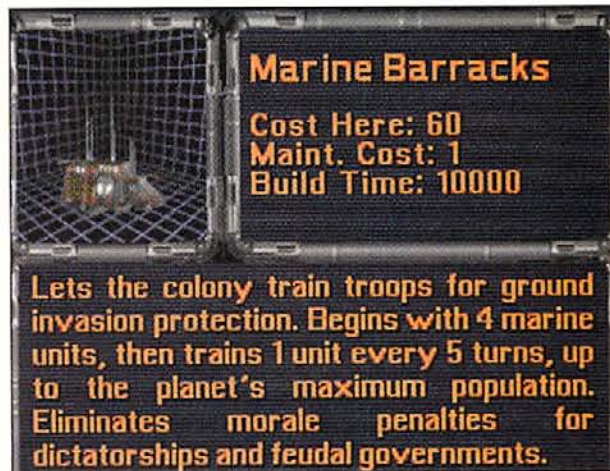 Marine Barracks
Cost Here: 60
Maint. Cost: 1
Build Time: 10000
Lets the colony train troops for ground
invasion protection. Begins with 4 marine
units, then trains 1 unit every 5 turns, up
to the planet's maximum population.
Eliminates morale penalties for
dictatorships and feudal governments.